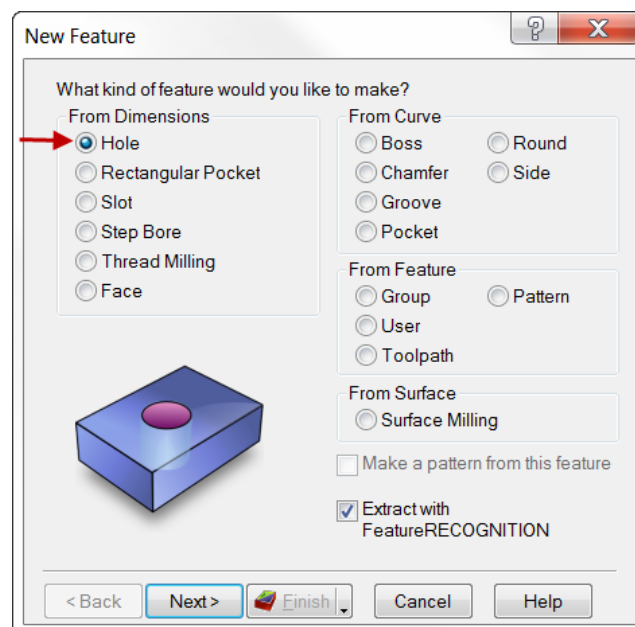 New Feature
What kind of feature would you like to make?
From Dimensions
Hole
Rectangular Pocket
Slot
Step Bore
Thread Milling
Face
From Curve
Boss
Round
Chamfer
Side
Groove
Pocket
From Feature
Group
Pattern
User
Toolpath
From Surface
Surface Milling
Make a pattern from this feature
Extract with
FeatureRECOGNITION
< Back
Next >
Finish
Cancel
Help